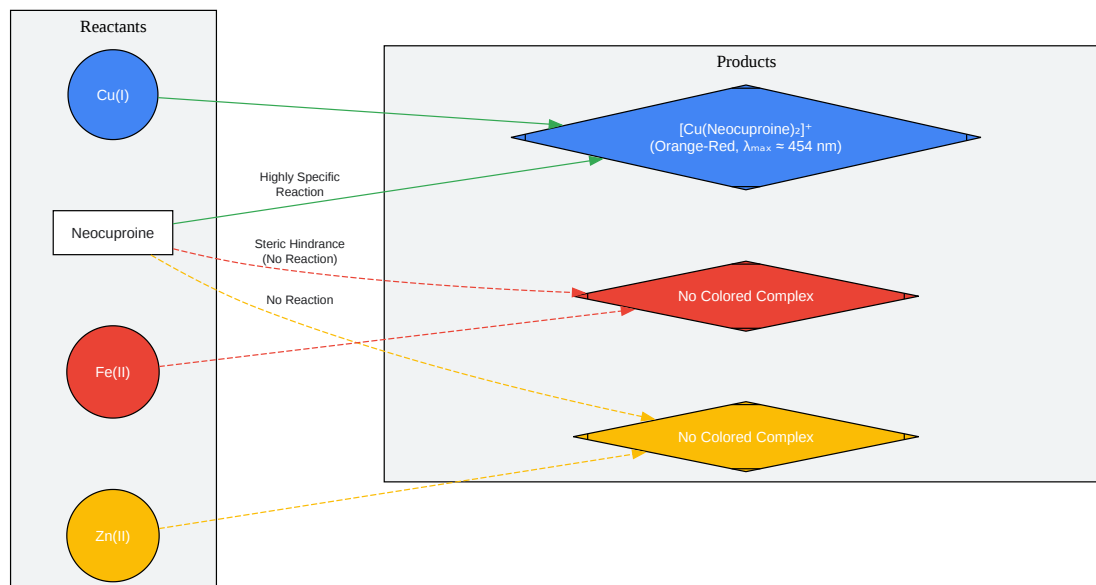 Reactants
Products
Cu(I)
[Cu(Neocuproine)₂]⁺
(Orange-Red, λₘₐₓ ≈ 454 nm)
Highly Specific
Reaction
Neocuproine
Steric Hindrance
(No Reaction)
No Reaction
No Colored Complex
Fe(II)
No Colored Complex
Zn(II)